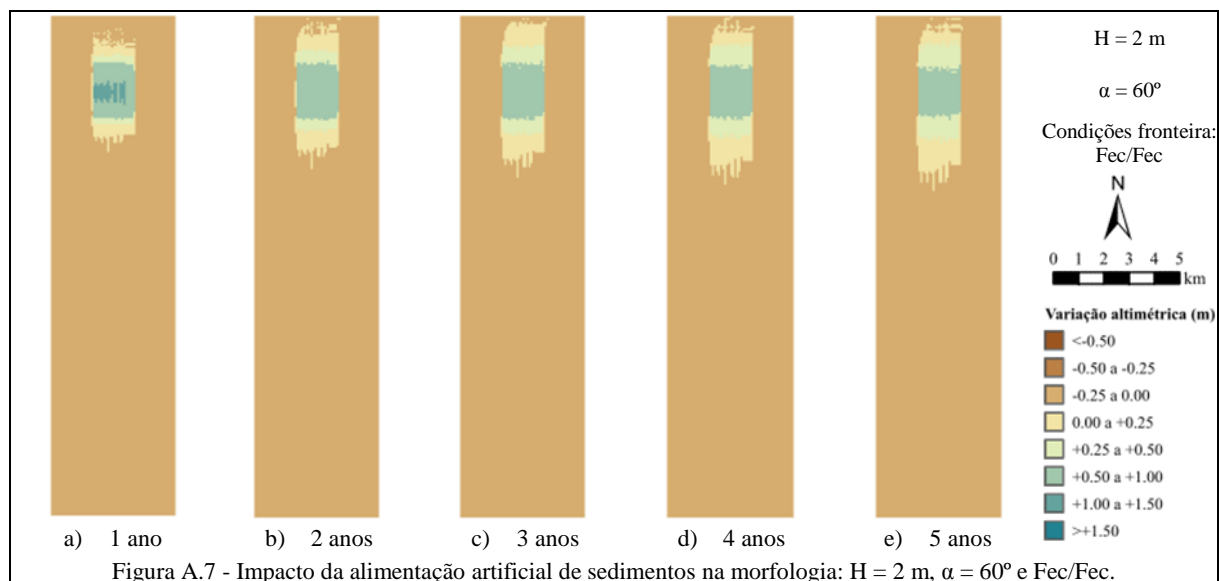 H = 2 m
α = 60º
Condições fronteira:
Fec/Fec
N
0 1 2 3 4 5
km
Variação altimétrica (m)
<-0.50
-0.50 a -0.25
-0.25 a 0.00
0.00 a +0.25
+0.25 a +0.50
+0.50 a +1.00
+1.00 a +1.50
>+1.50
a) 1 ano b) 2 anos c) 3 anos d) 4 anos e) 5 anos
Figura A.7 - Impacto da alimentação artificial de sedimentos na morfologia: H = 2 m, α = 60º e Fec/Fec.